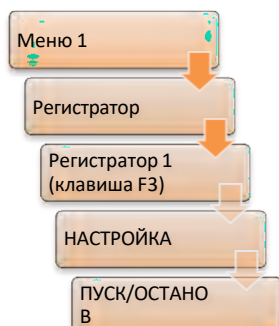 Меню 1
Регистратор
Регистратор 1
(клавиша F3)
НАСТРОЙКА
ПУСК/ОСТАНО
В